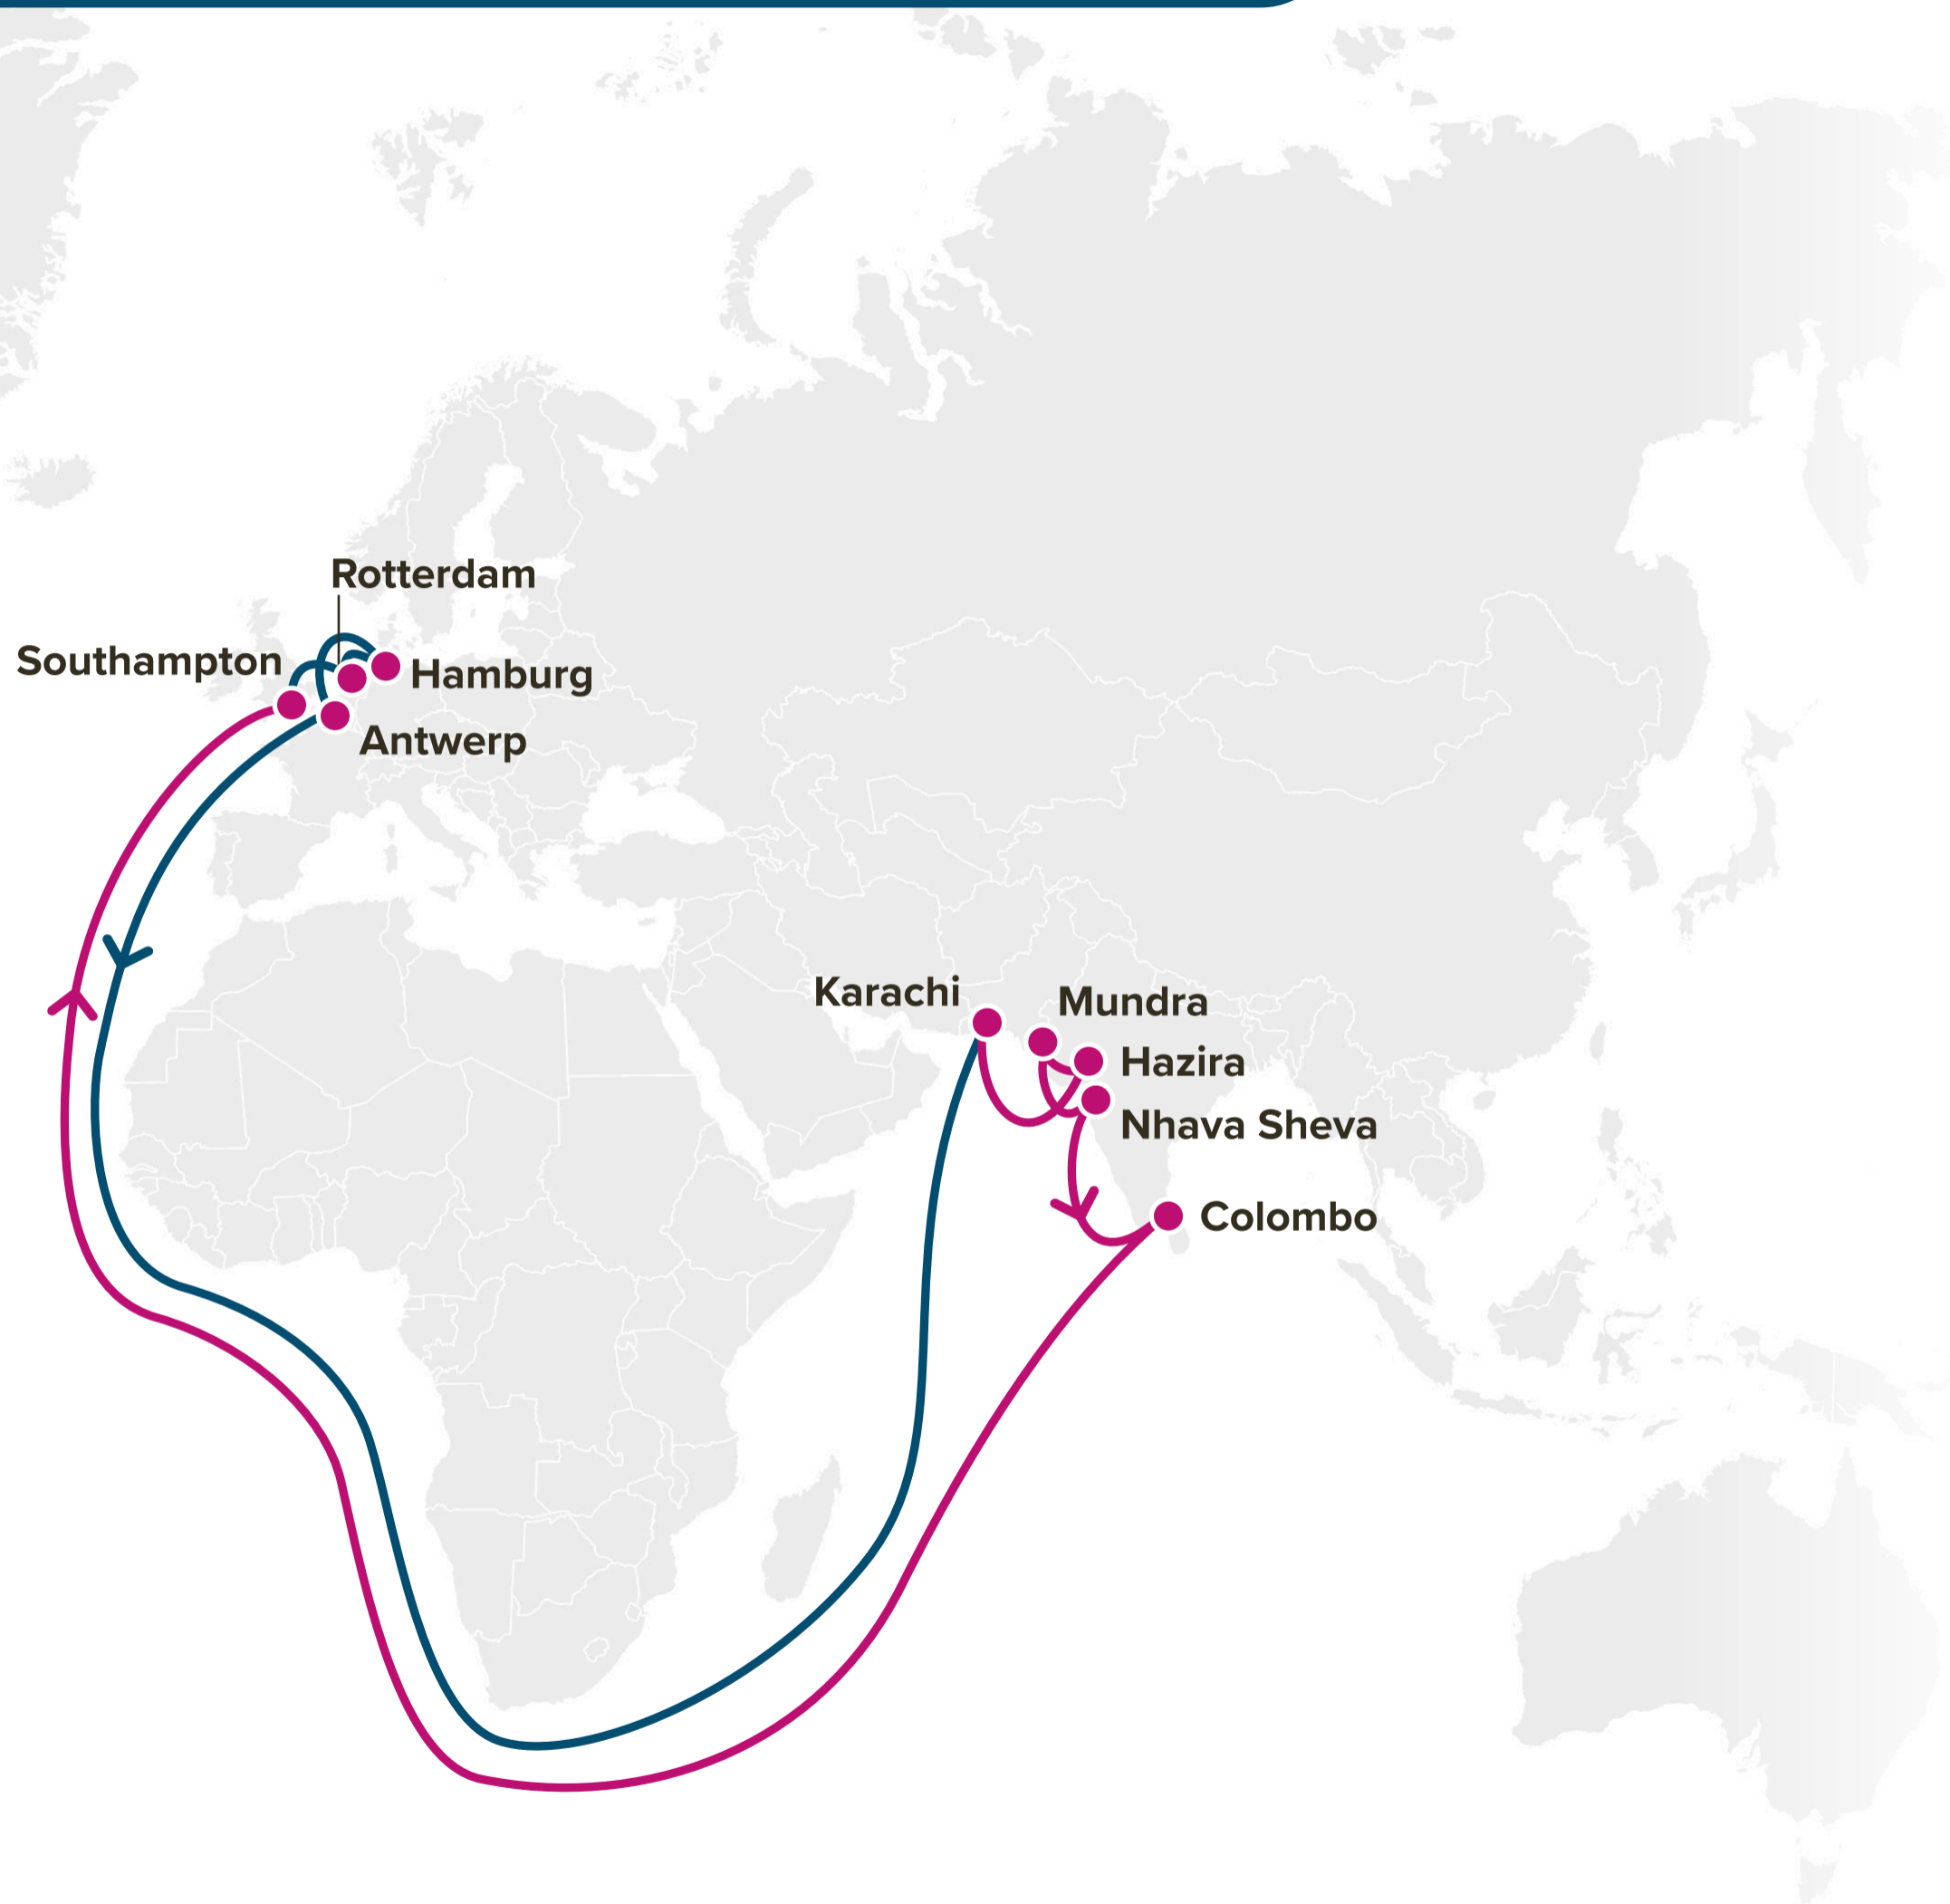 Rotterdam
Southampton
Hamburg
Antwerp
Karachi
Mundra
Hazira
Nhava Sheva
Colombo